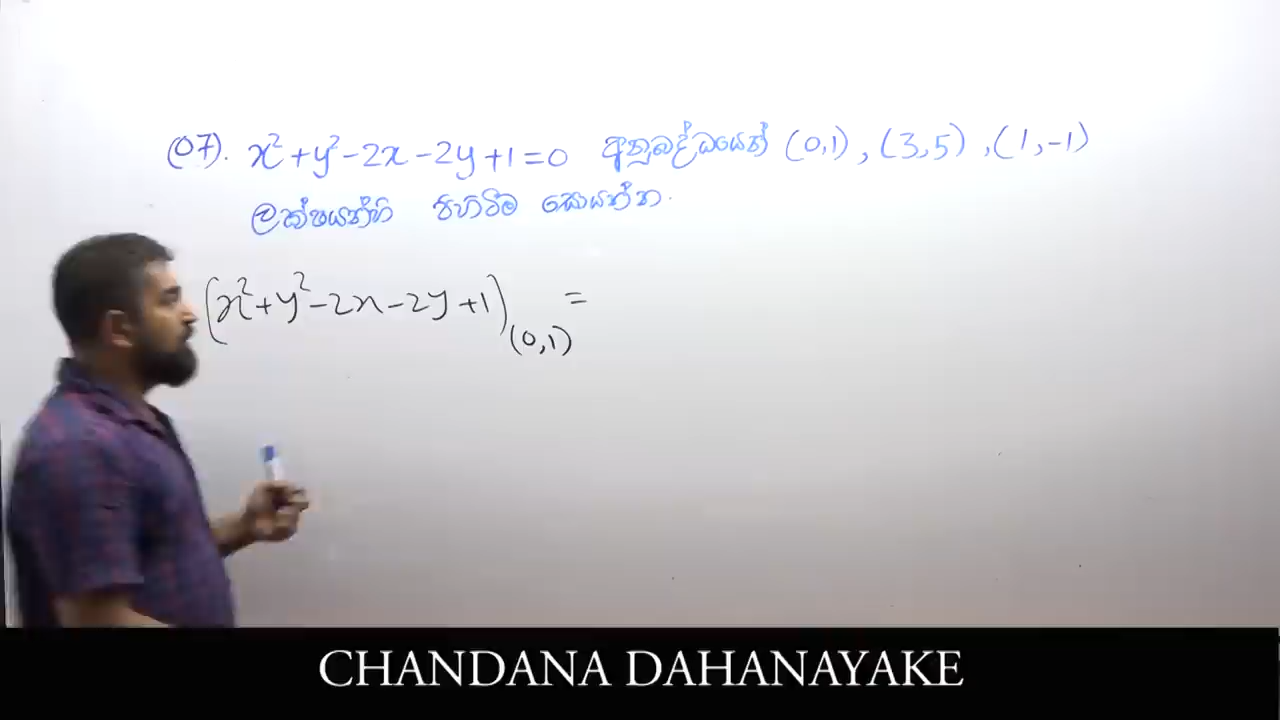 (07). x²+y²-2x-2y+1=0 අනුබද්ධයෙන් (0,1), (3,5), (1,-1)
ලක්ෂයන්හි පිහිටීම සොයන්න.
(x²+y²-2x-2y+1)(0,1) =
CHANDANA DAHANAYAKE